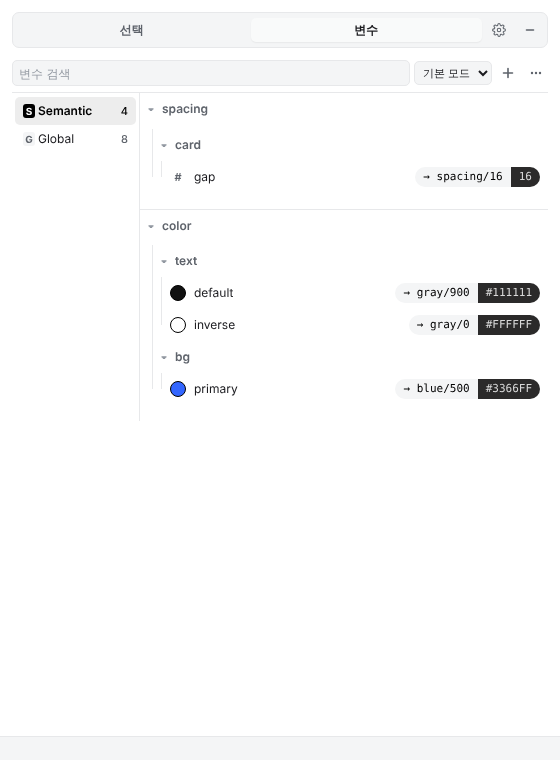 선택 변수
변수 검색 기본 모드
S Semantic 4
G Global 8
spacing
card
# gap → spacing/16 16
color
text
default → gray/900 #111111
inverse → gray/0 #FFFFFF
bg
primary → blue/500 #3366FF